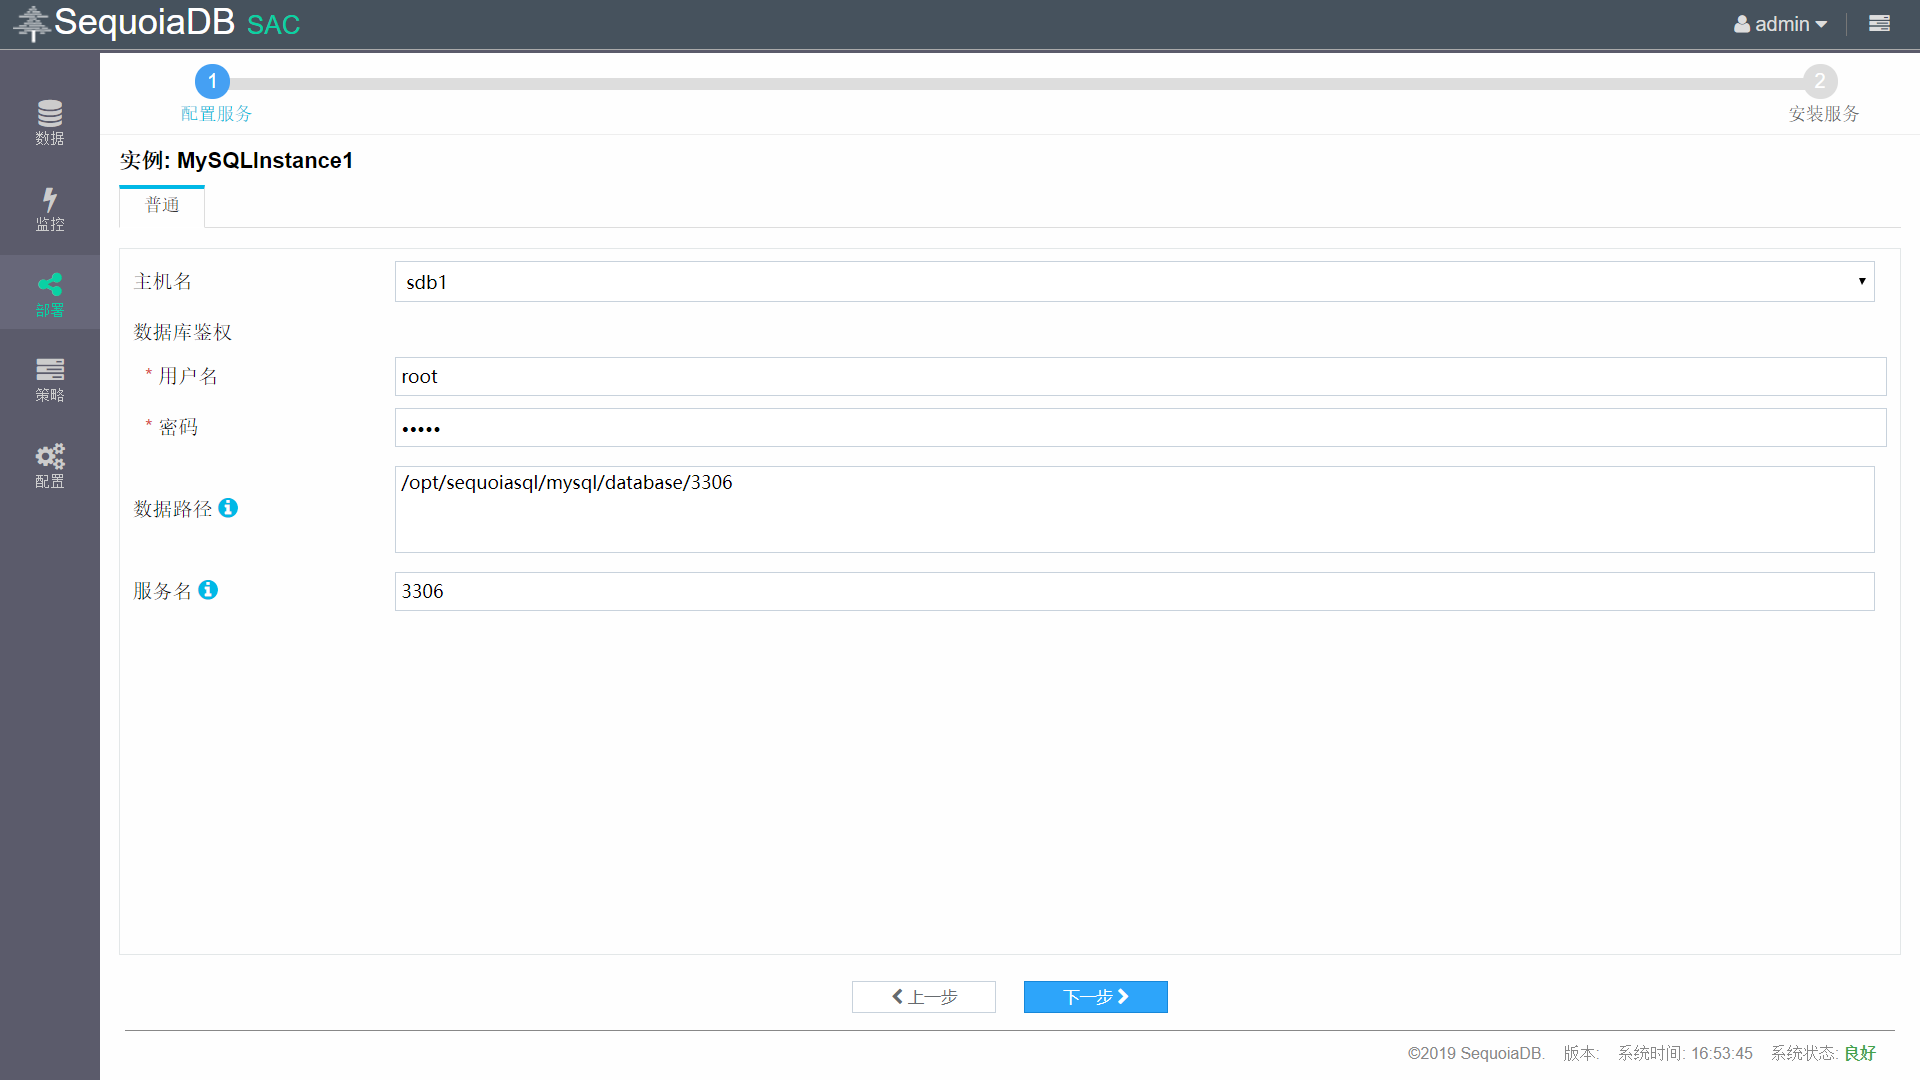 SequoiaDB SAC
admin
数据
监控
部署
策略
配置
1
2
配置服务
安装服务
实例: MySQLInstance1
普通
主机名
sdb1
数据库鉴权
* 用户名
root
* 密码
•••••
数据路径
/opt/sequoiasql/mysql/database/3306
服务名
3306
上一步
下一步
©2019 SequoiaDB. 版本: 系统时间: 16:53:45 系统状态: 良好